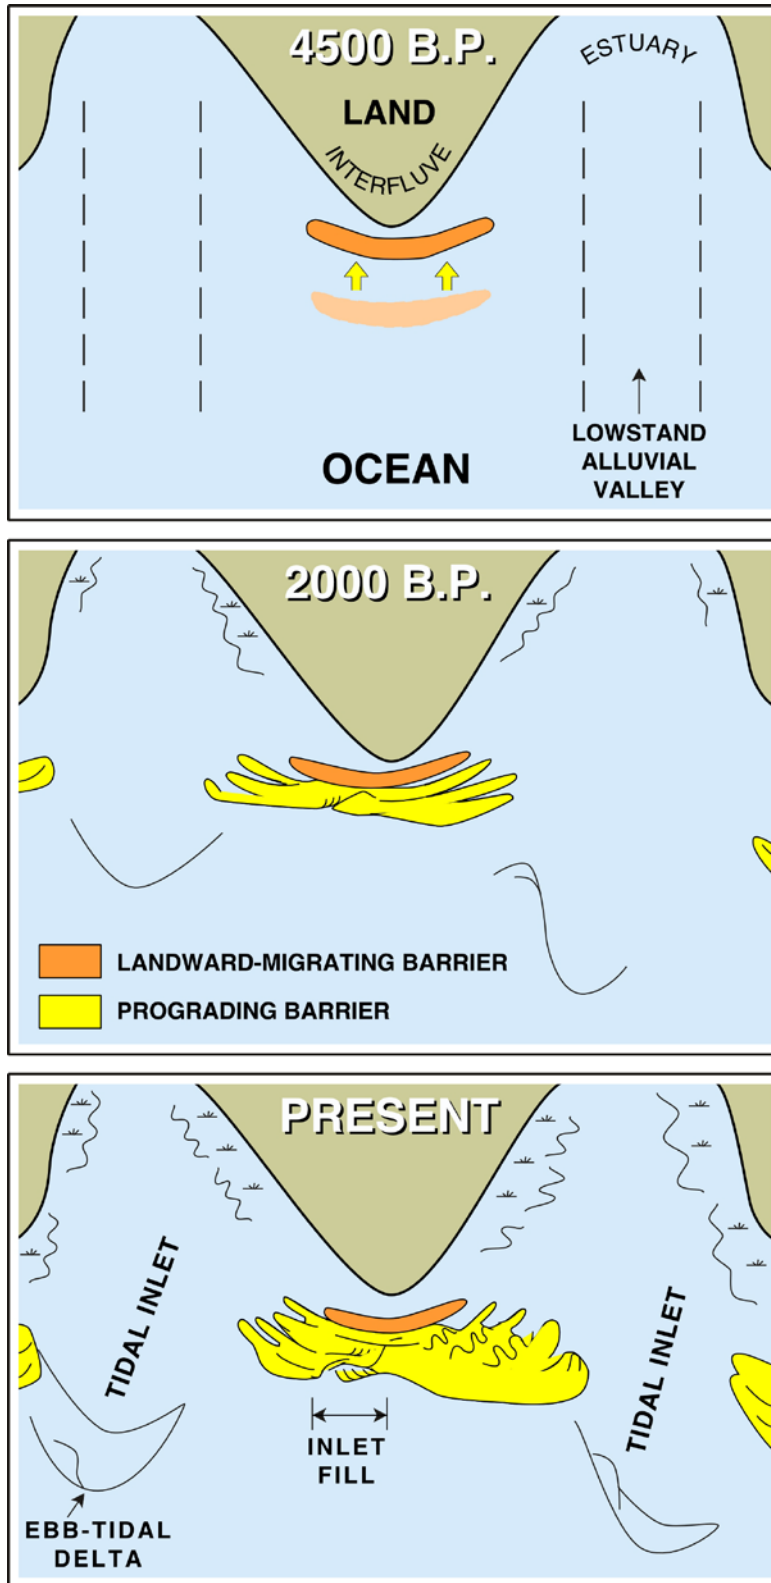 4500 B.P.
ESTUARY
LAND
INTERFLUVE
OCEAN
LOWSTAND
ALLUVIAL
VALLEY
2000 B.P.
LANDWARD-MIGRATING BARRIER
PROGRADING BARRIER
PRESENT
TIDAL INLET
TIDAL INLET
INLET
FILL
EBB-TIDAL
DELTA